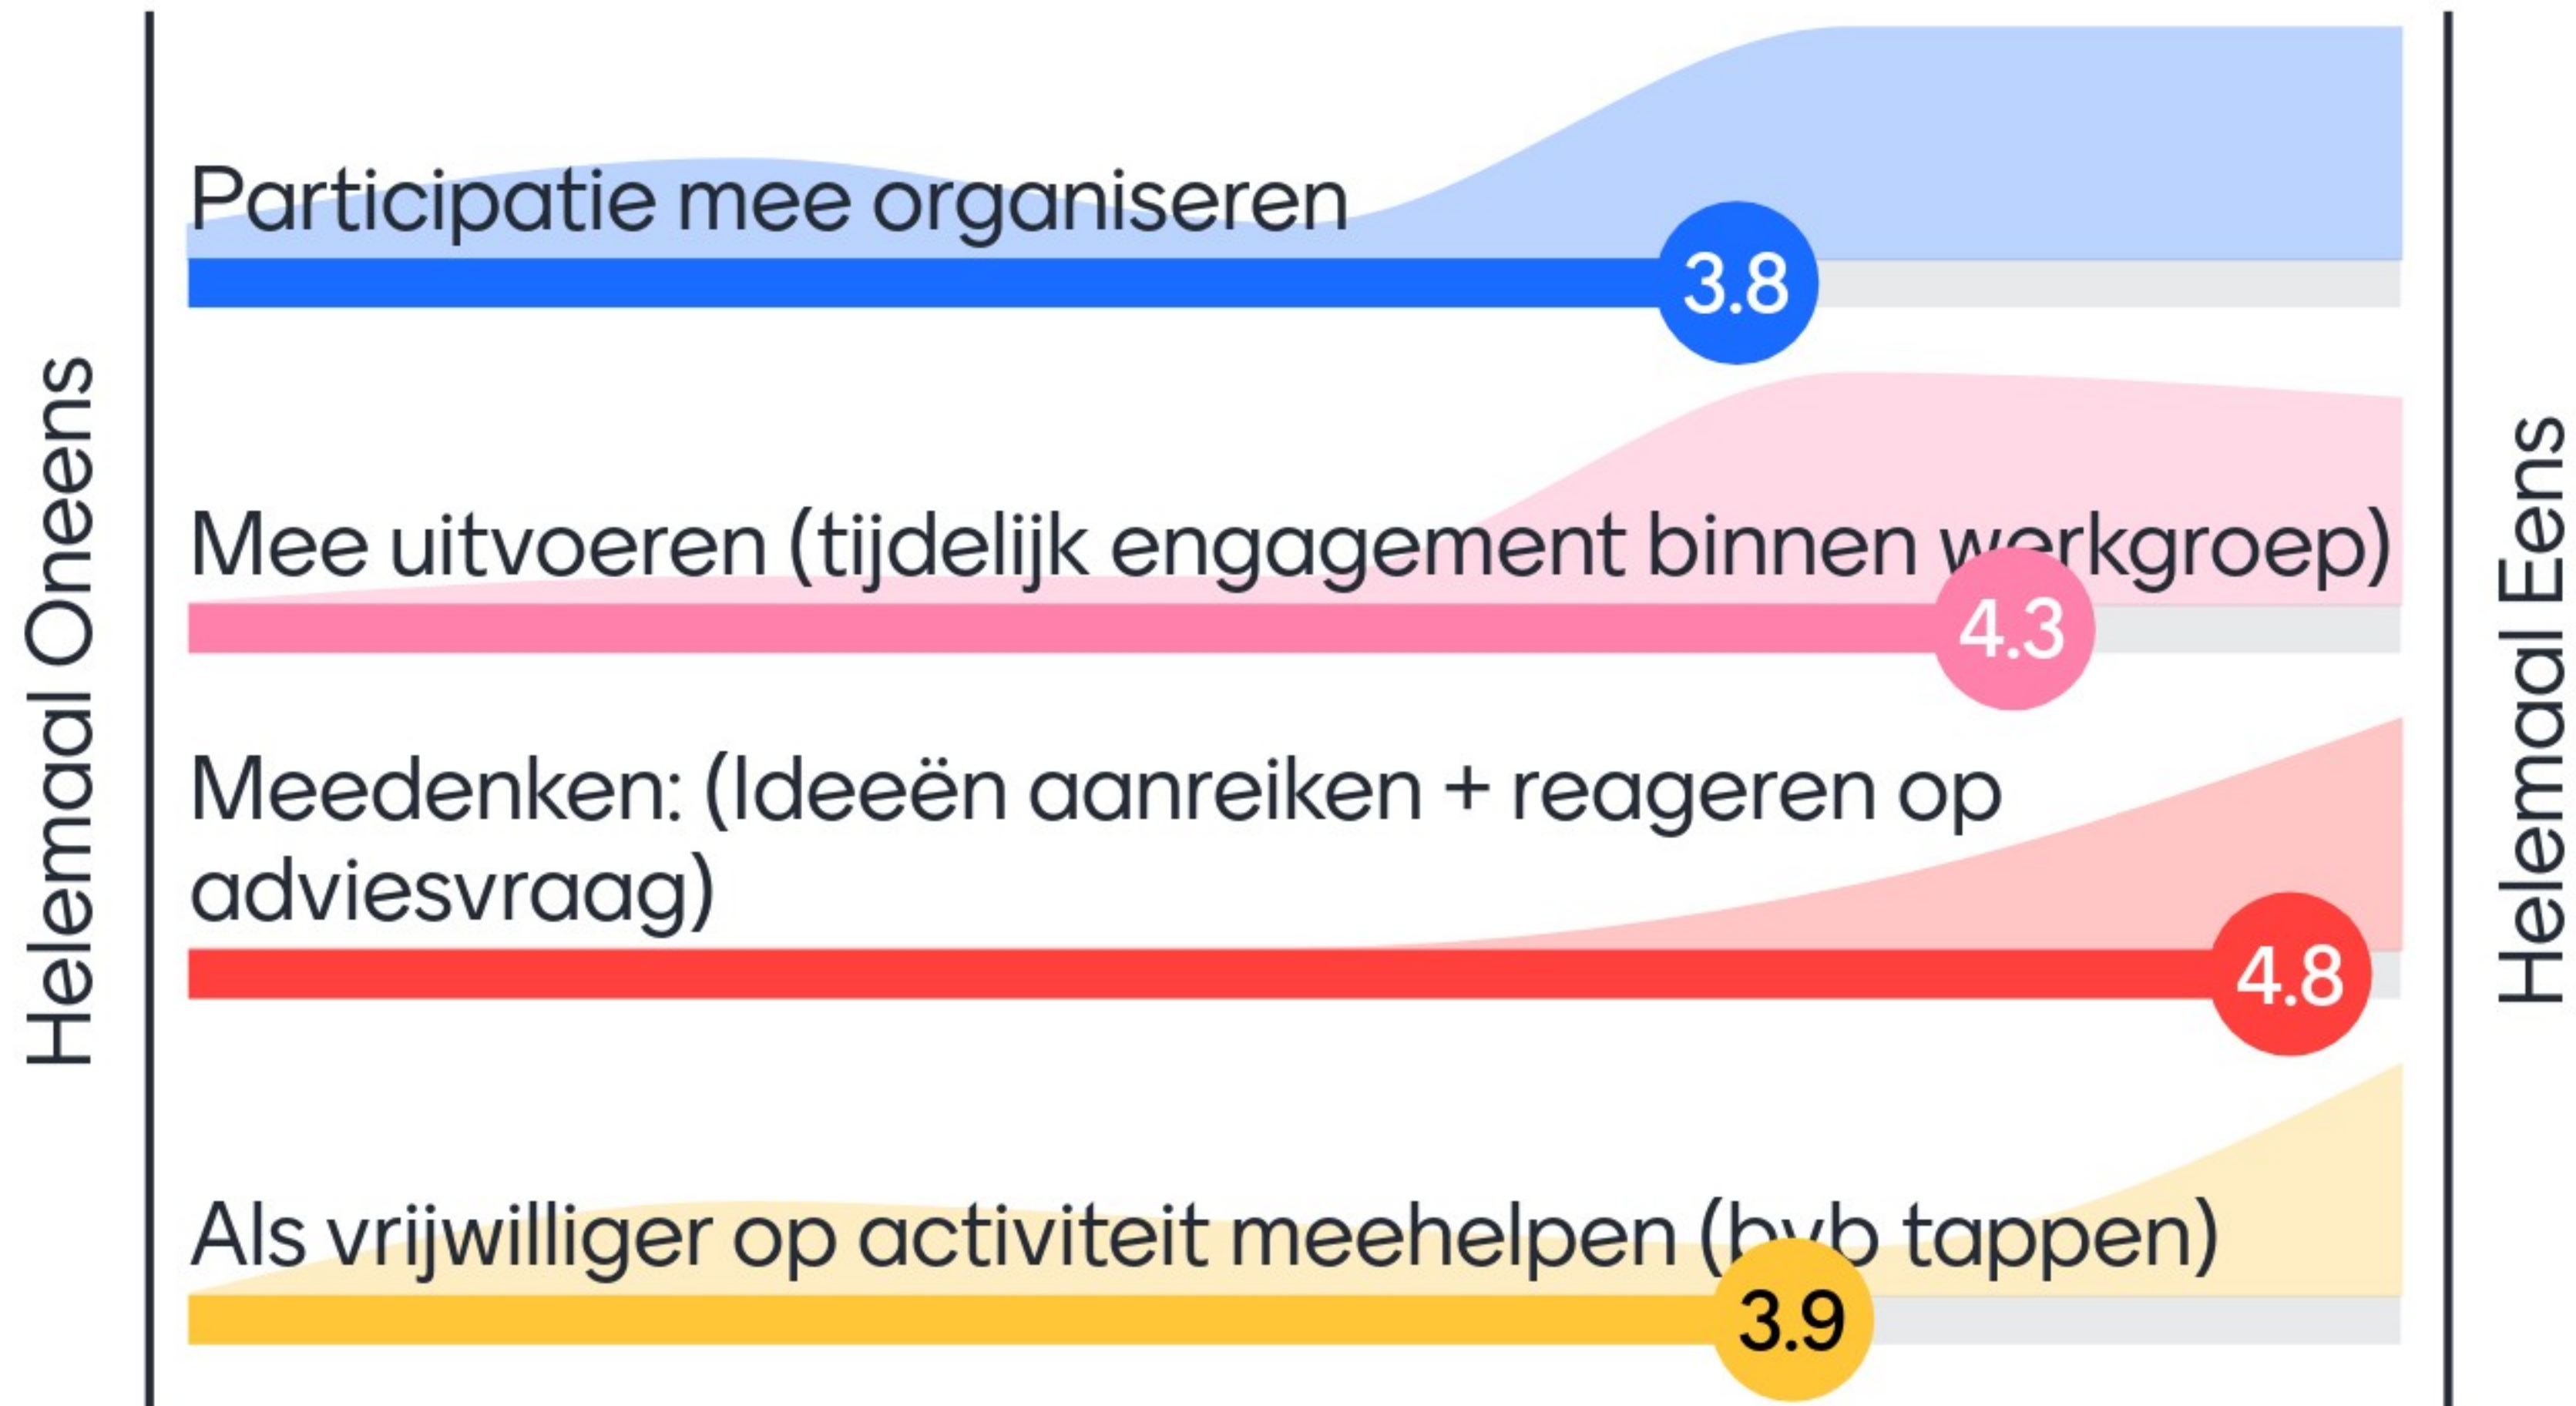 Helemaal Oneens
Participatie mee organiseren
3.8
Mee uitvoeren (tijdelijk engagement binnen werkgroep)
4.3
Meedenken: (Ideeën aanreiken + reageren op
adviesvraag)
4.8
Als vrijwilliger op activiteit meehelpen (bvb tappen)
3.9
Helemaal Eens